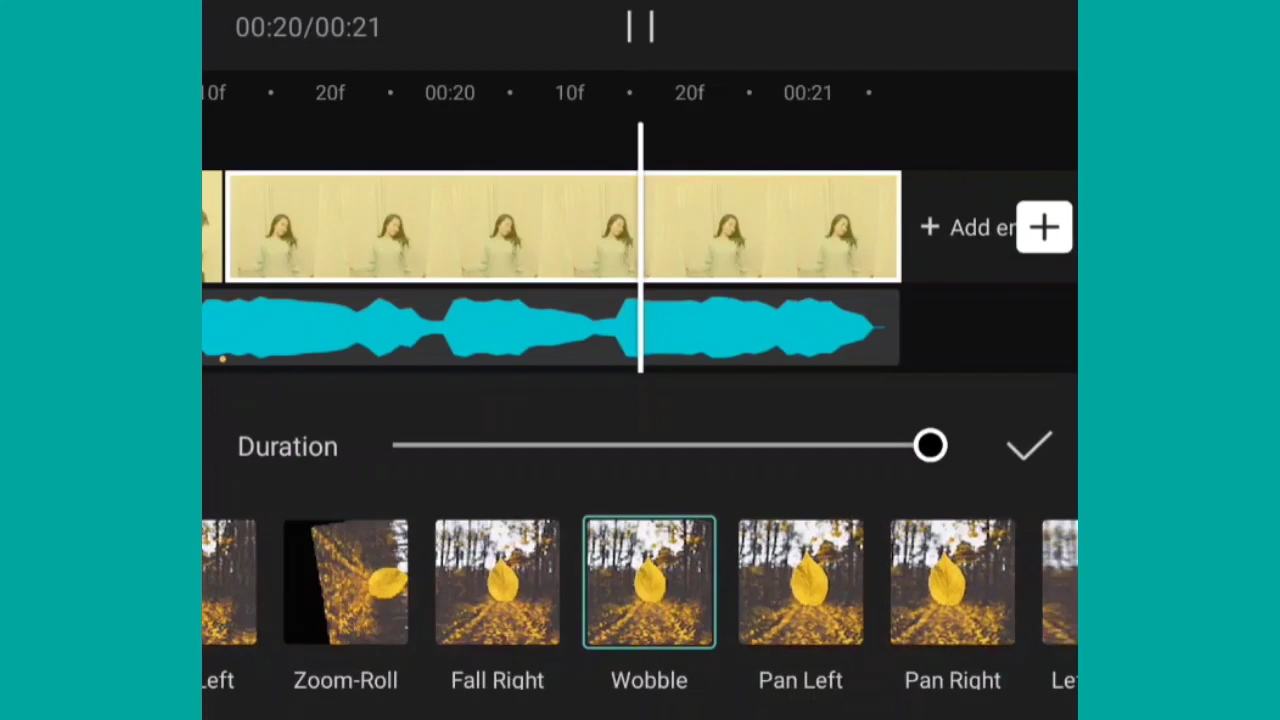 00:20/00:21
10f 20f 00:20 10f 20f 00:21
+ Add en
Duration
Left Zoom-Roll Fall Right Wobble Pan Left Pan Right Le